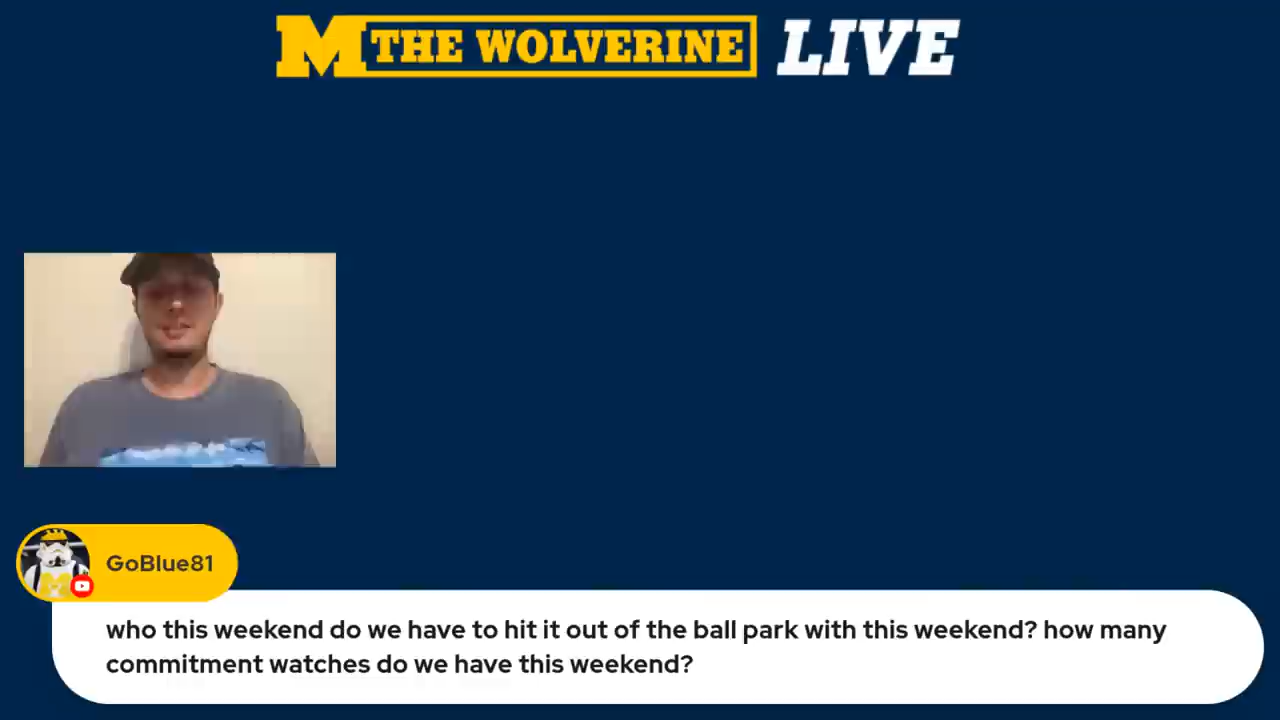 M THE WOLVERINE LIVE
GoBlue81
who this weekend do we have to hit it out of the ball park with this weekend? how many
commitment watches do we have this weekend?